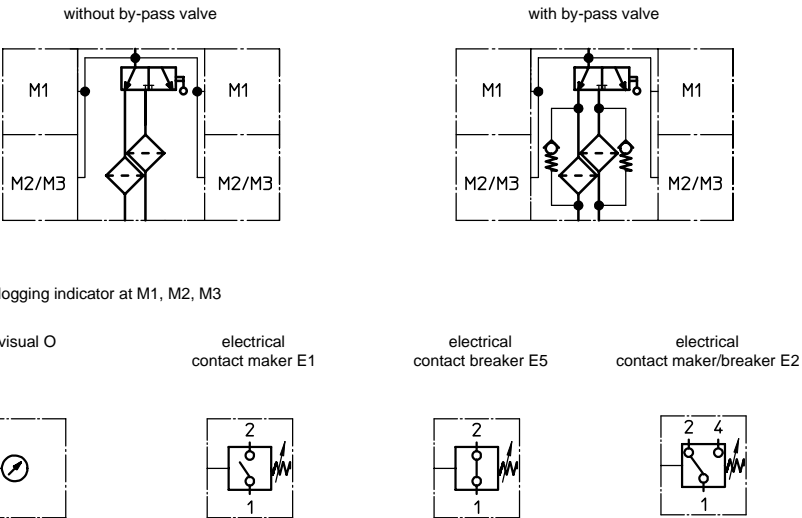 without by-pass valve
with by-pass valve
M1
M1
M1
M1
M2/M3
M2/M3
M2/M3
M2/M3
logging indicator at M1, M2, M3
visual O
electrical
contact maker E1
electrical
contact breaker E5
electrical
contact maker/breaker E2
2
1
2
1
2 4
1